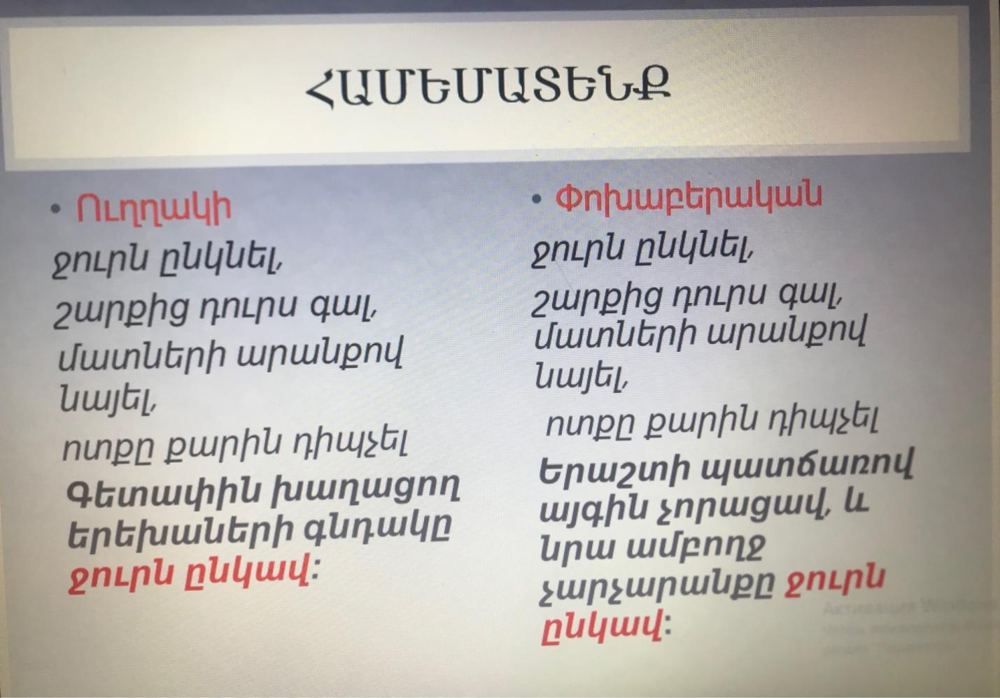 ՀԱՄԵՄԱՏԵՆՔ
• Ուղղակի
ջուրն ընկնել,
շարքից դուրս գալ,
մատների արանքով
նայել,
ոտքը քարին դիպչել
Գետափին խաղացող
երեխաների գնդակը
ջուրն ընկավ:
• Փոխաբերական
ջուրն ընկնել,
շարքից դուրս գալ,
մատների արանքով
նայել,
ոտքը քարին դիպչել
Երաշտի պատճառով
այգին չորացավ, և
նրա ամբողջ
չարչարանքը ջուրն
ընկավ:
Активация Windows